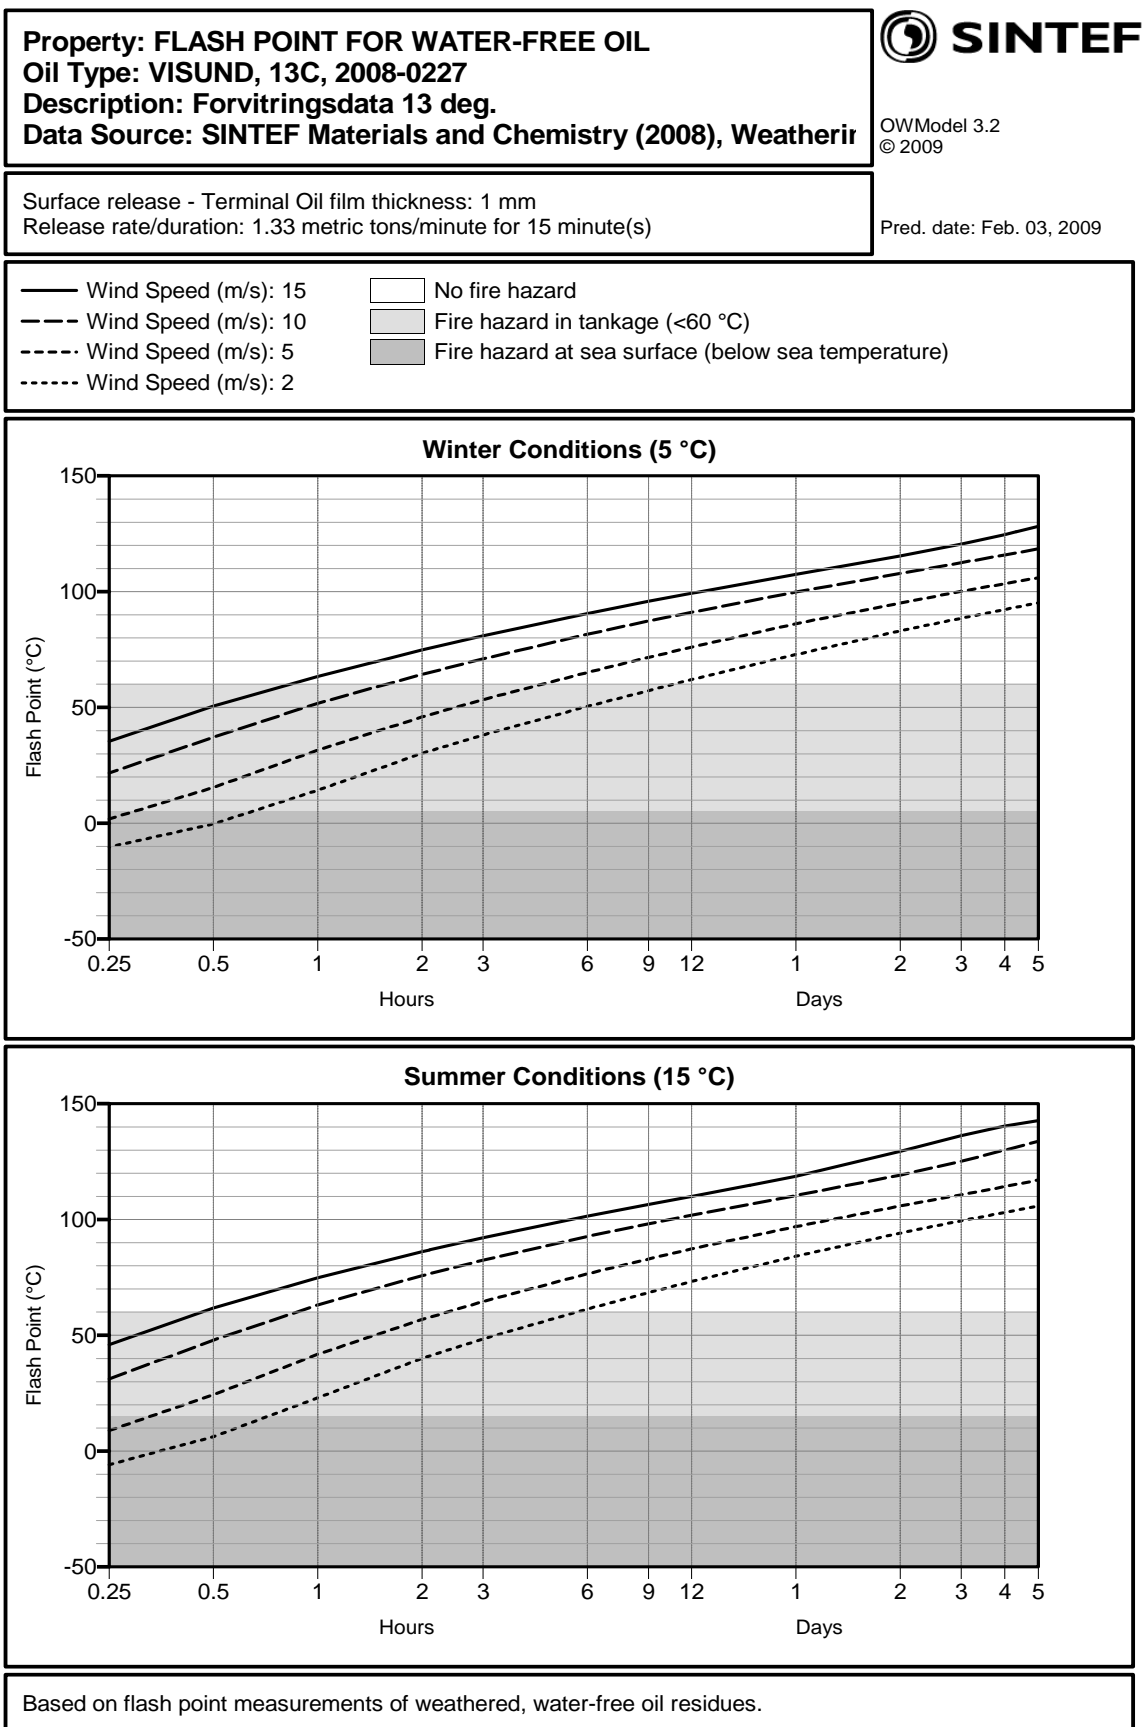 Property: FLASH POINT FOR WATER-FREE OIL
Oil Type: VISUND, 13C, 2008-0227
Description: Forvitringsdata 13 deg.
Data Source: SINTEF Materials and Chemistry (2008), Weatherin
SINTEF
OWModel 3.2
© 2009
Surface release - Terminal Oil film thickness: 1 mm
Release rate/duration: 1.33 metric tons/minute for 15 minute(s)
Pred. date: Feb. 03, 2009
Wind Speed (m/s): 15
Wind Speed (m/s): 10
Wind Speed (m/s): 5
Wind Speed (m/s): 2
No fire hazard
Fire hazard in tankage (<60 °C)
Fire hazard at sea surface (below sea temperature)
Winter Conditions (5 °C)
150
100
50
0
-50
Flash Point (°C)
0.25 0.5 1 2 3 6 9 12 1 2 3 4 5
Hours Days
Summer Conditions (15 °C)
150
100
50
0
-50
Flash Point (°C)
0.25 0.5 1 2 3 6 9 12 1 2 3 4 5
Hours Days
Based on flash point measurements of weathered, water-free oil residues.